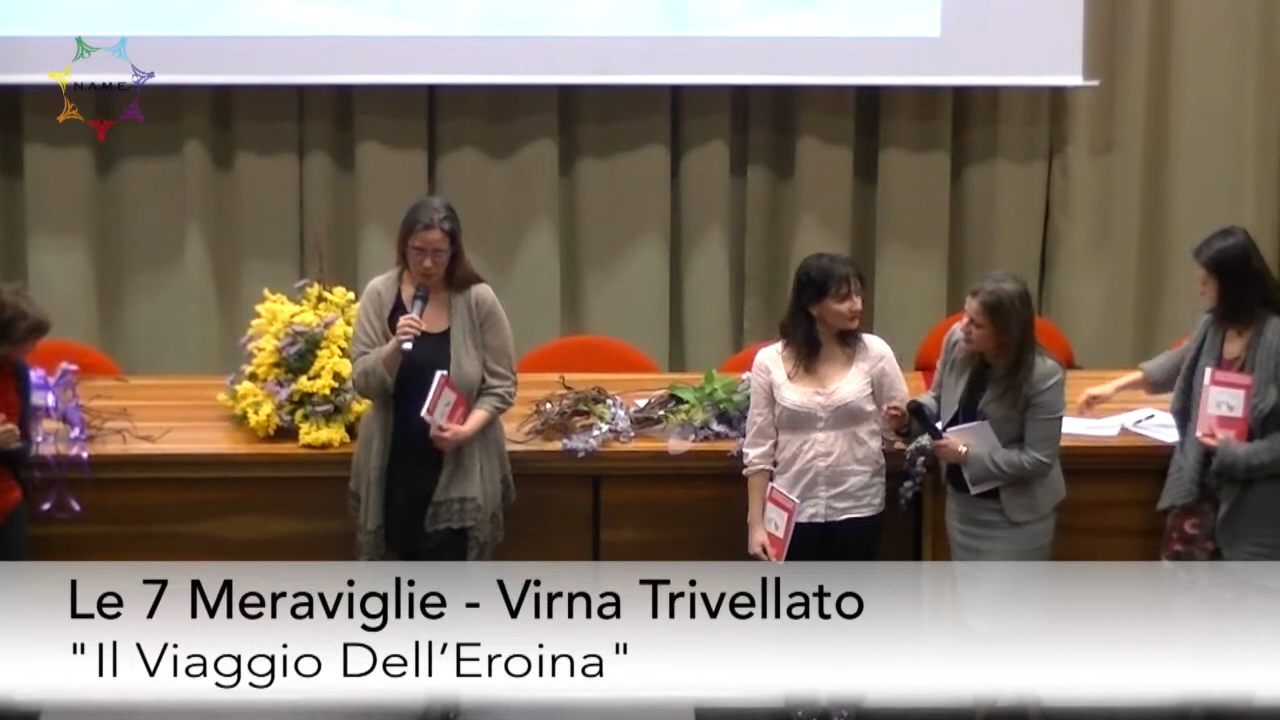 N.A.M.E.
Le 7 Meraviglie - Virna Trivellato
"Il Viaggio Dell’Eroina"